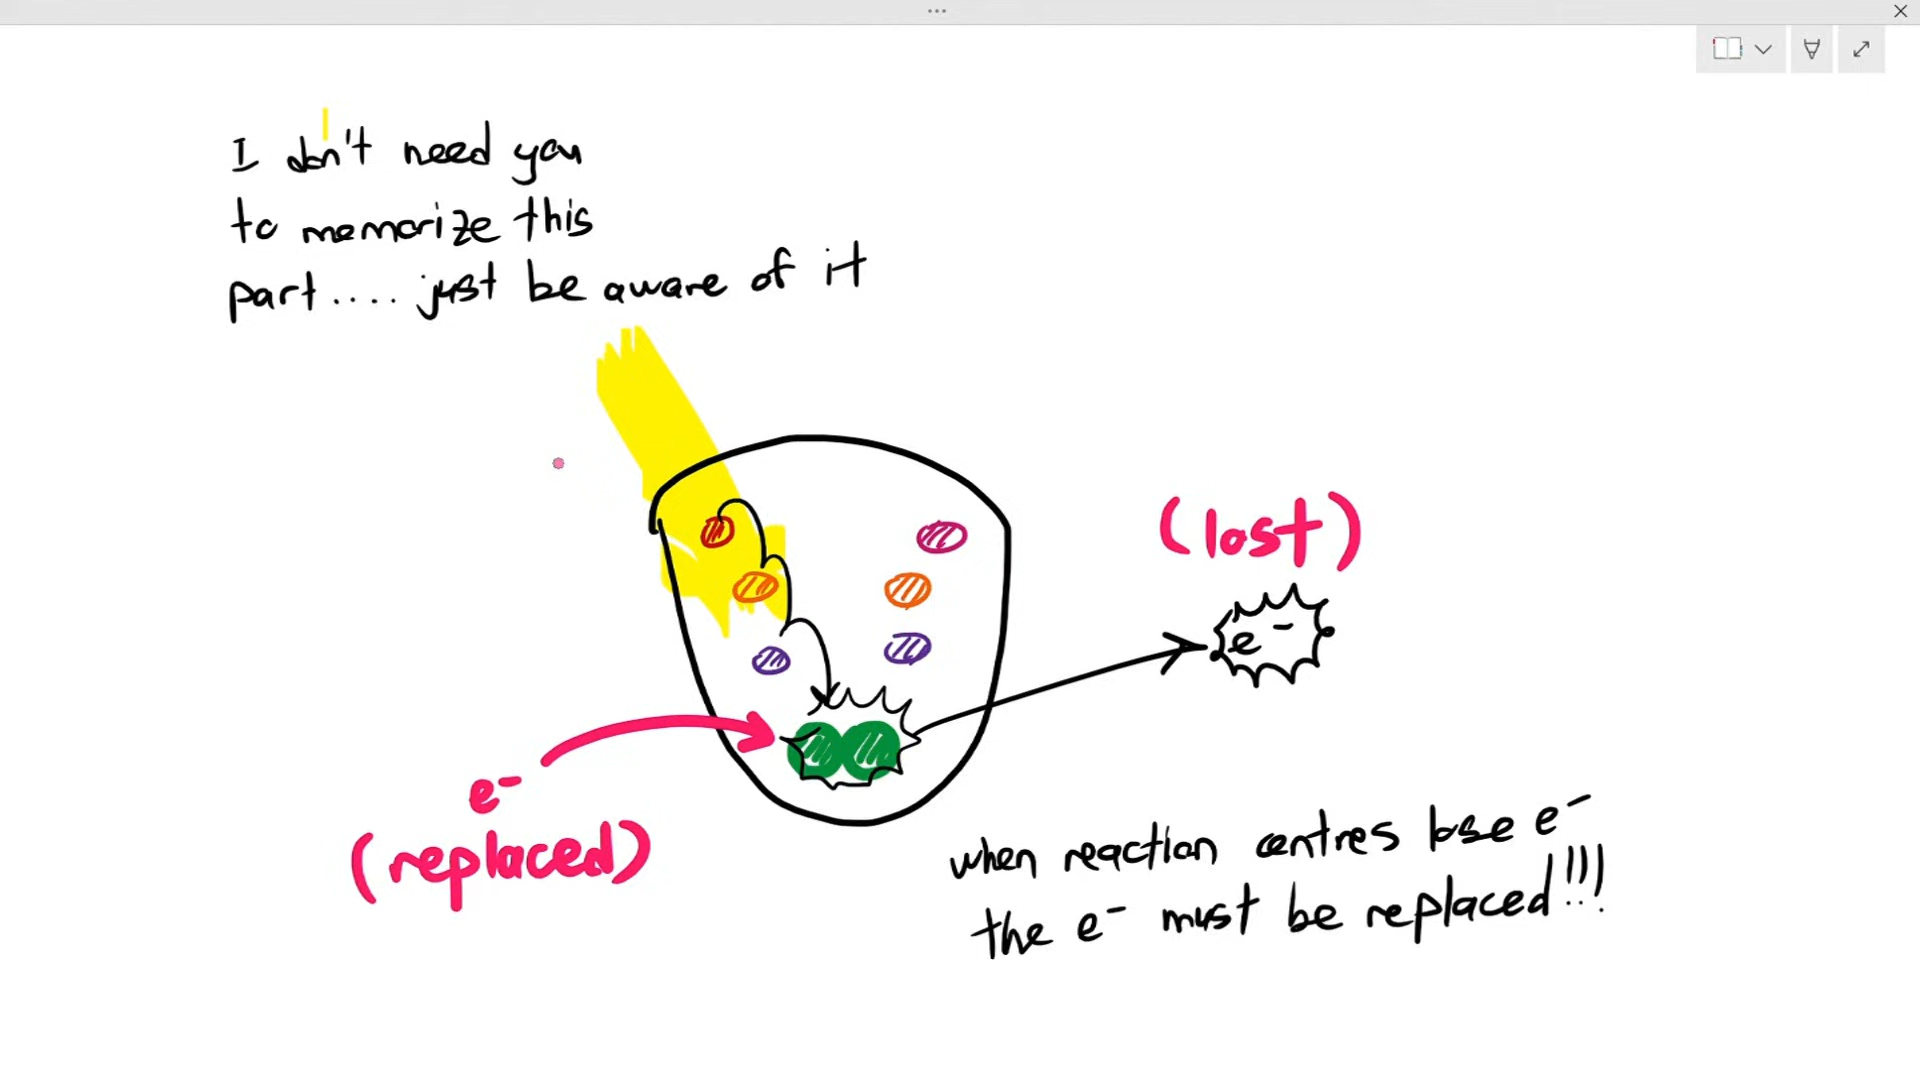 I don't need you
to memorize this
part.... just be aware of it
(lost)
e-
e-
(replaced)
when reaction centres lose e-
the e- must be replaced!!!